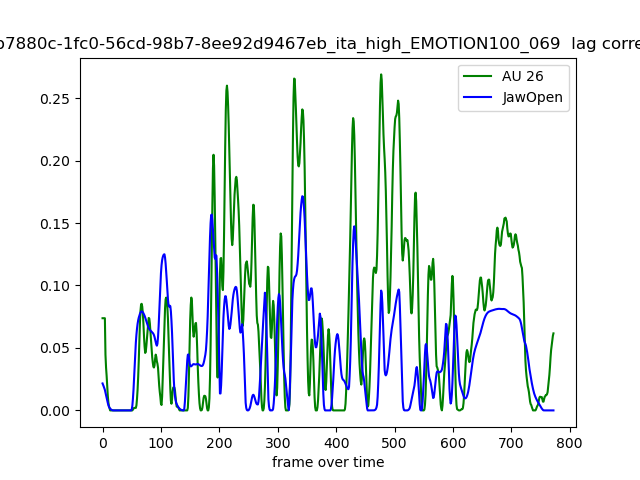 b7880c-1fc0-56cd-98b7-8ee92d9467eb_ita_high_EMOTION100_069 lag corre
AU 26
JawOpen
0.25
0.20
0.15
0.10
0.05
0.00
0 100 200 300 400 500 600 700 800
frame over time